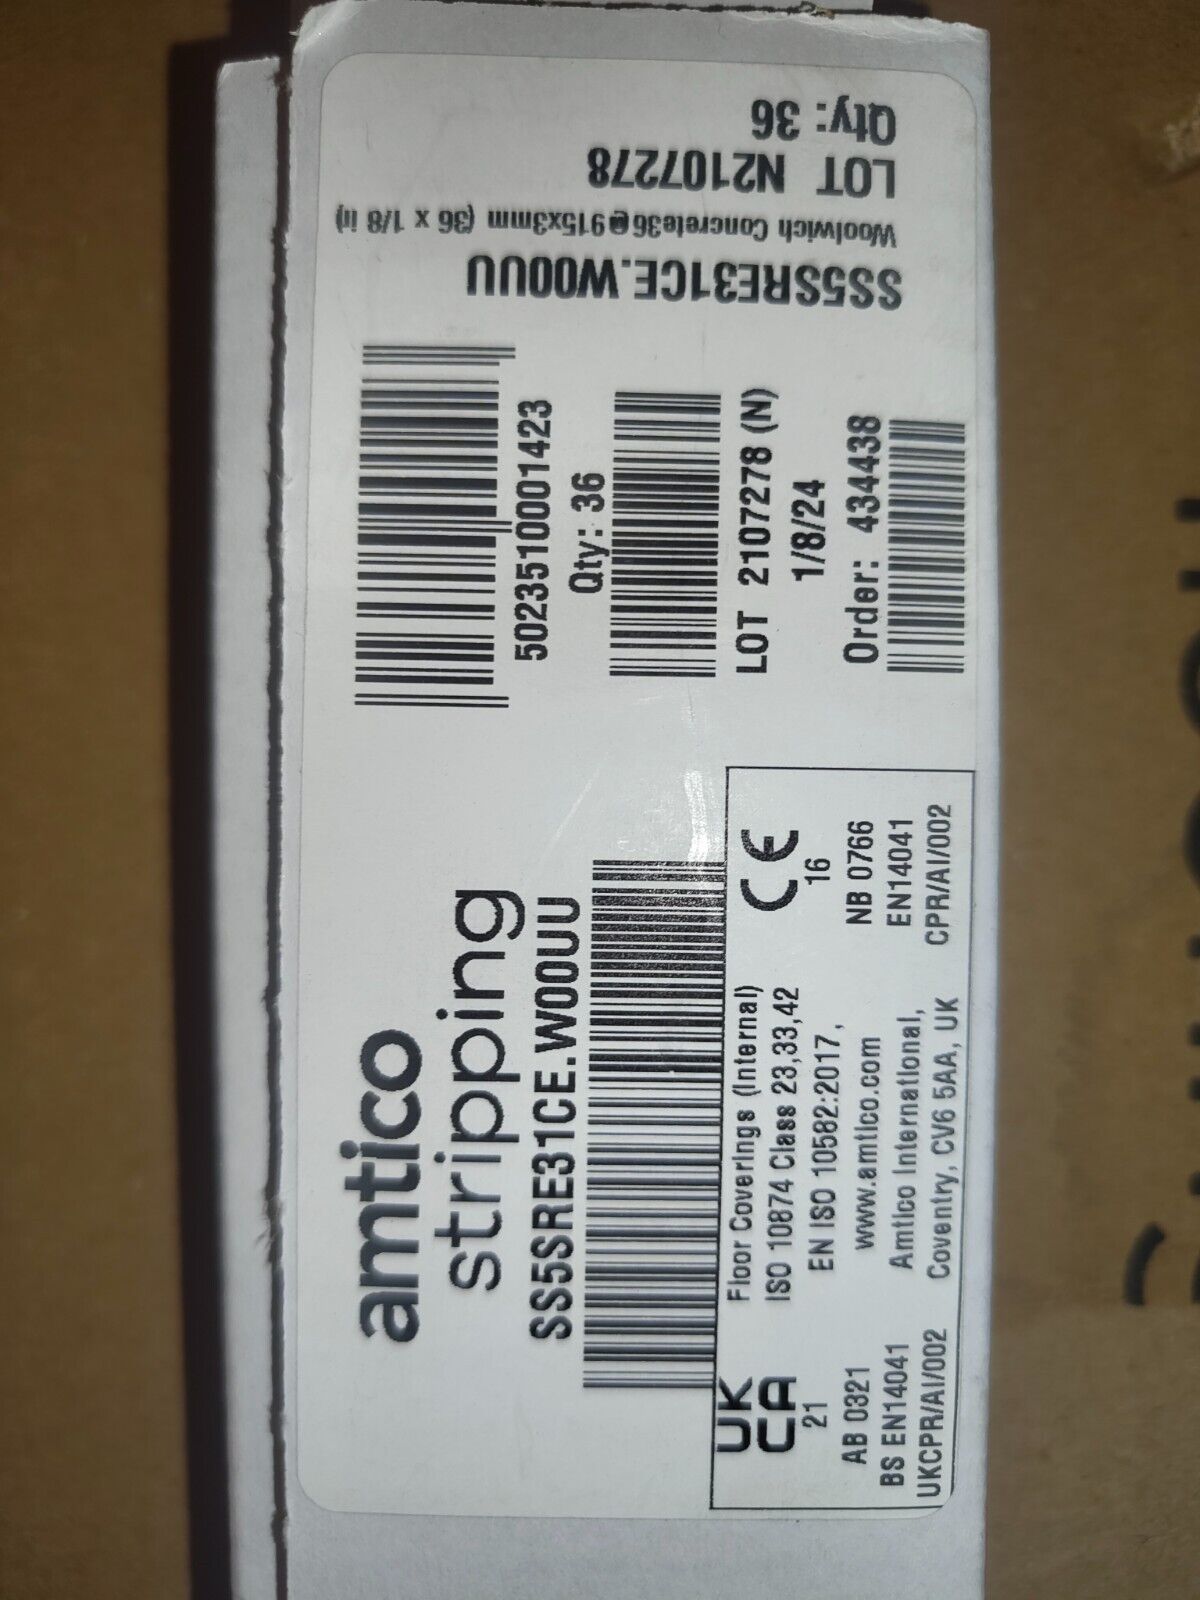 amtico
stripping
SS5SRE31CE.W00UU
5023510001423
Qty: 36
LOT 2107278 (N)
1/8/24
Order: 434438
UK
CA
21
AB 0321
BS EN14041
UKCPR/AI/002
Floor Coverings (Internal)
ISO 10874 Class 23,33,42
EN ISO 10582:2017,
www.amtico.com
Amtico International,
Coventry, CV6 5AA, UK
CE
16
NB 0766
EN14041
CPR/AI/002
SS5SRE31CE.W00UU
Woolwich Concrete36@915x3mm (36 x 1/8 in)
LOT N2107278
Qty: 36